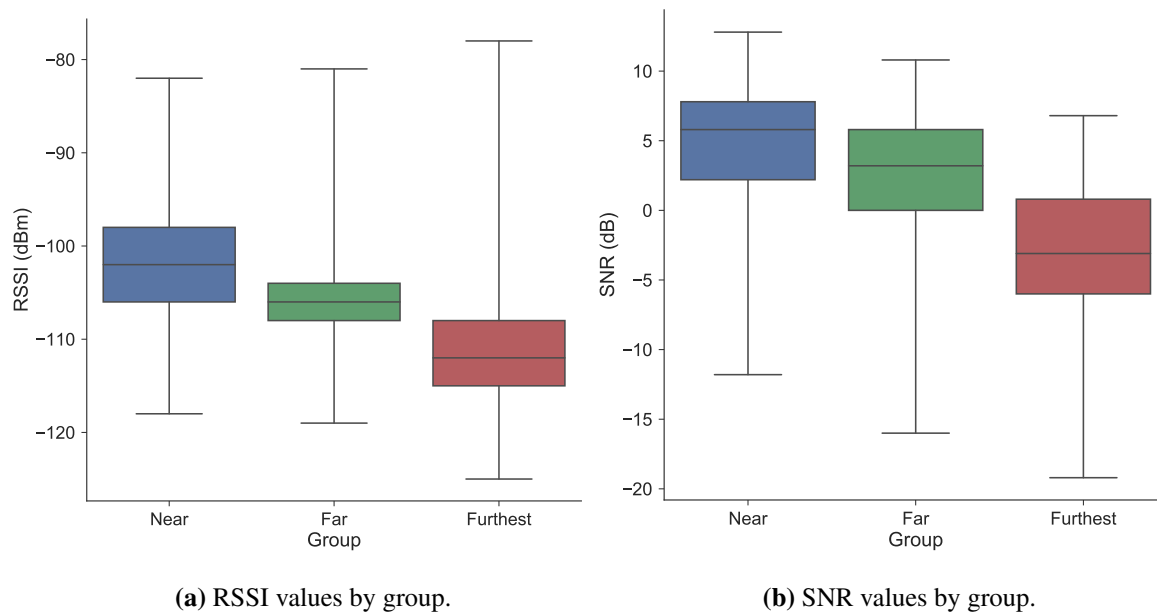 −80
−90
−100
−110
−120
RSSI (dBm)
Near Far Furthest
Group
10
5
0
−5
−10
−15
−20
SNR (dB)
Near Far Furthest
Group
(a) RSSI values by group.
(b) SNR values by group.